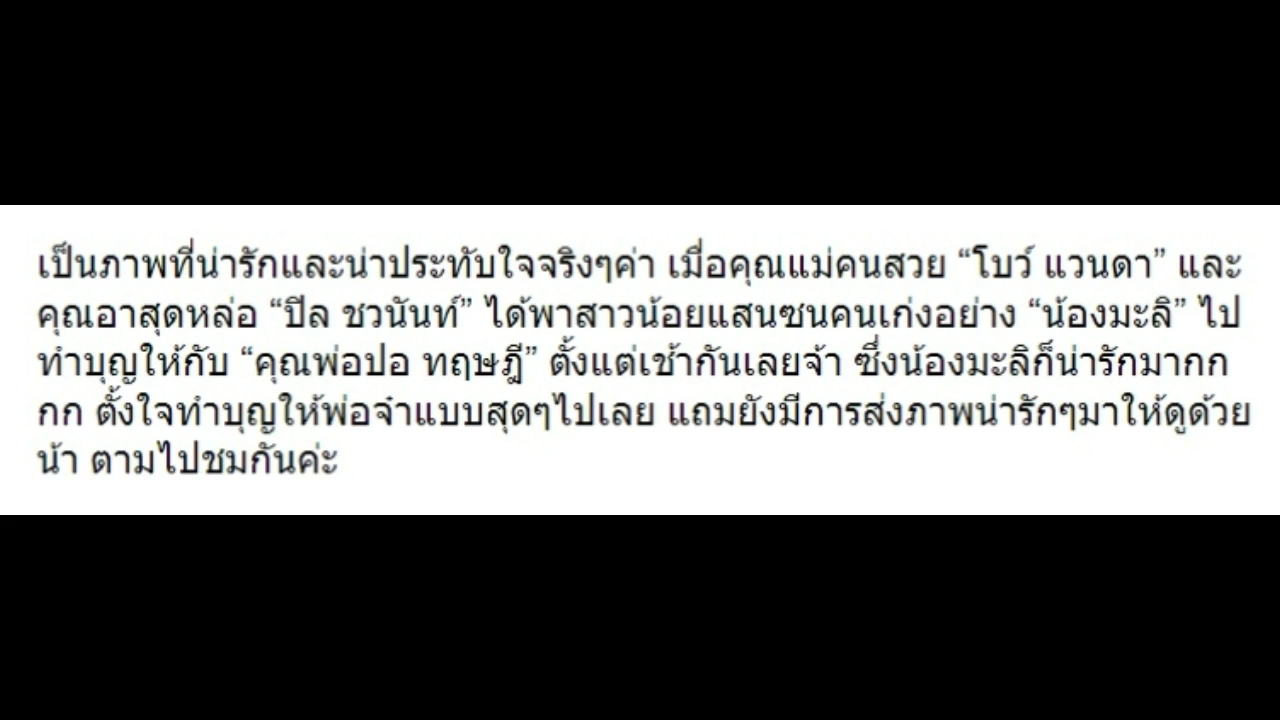 เป็นภาพที่น่ารักและน่าประทับใจจริงๆค่า เมื่อคุณแม่คนสวย “โบว์ แวนดา” และ
คุณอาสุดหล่อ “ปีล ชวนันท์” ได้พาสาวน้อยแสนซนคนเก่งอย่าง “น้องมะลิ” ไป
ทำบุญให้กับ “คุณพ่อปอ ทฤษฎี” ตั้งแต่เช้ากันเลยจ้า ซึ่งน้องมะลิก็น่ารักมากก
กก ตั้งใจทำบุญให้พ่อจ๋าแบบสุดๆไปเลย แถมยังมีการส่งภาพน่ารักๆมาให้ดูด้วย
น้า ตามไปชมกันค่ะ